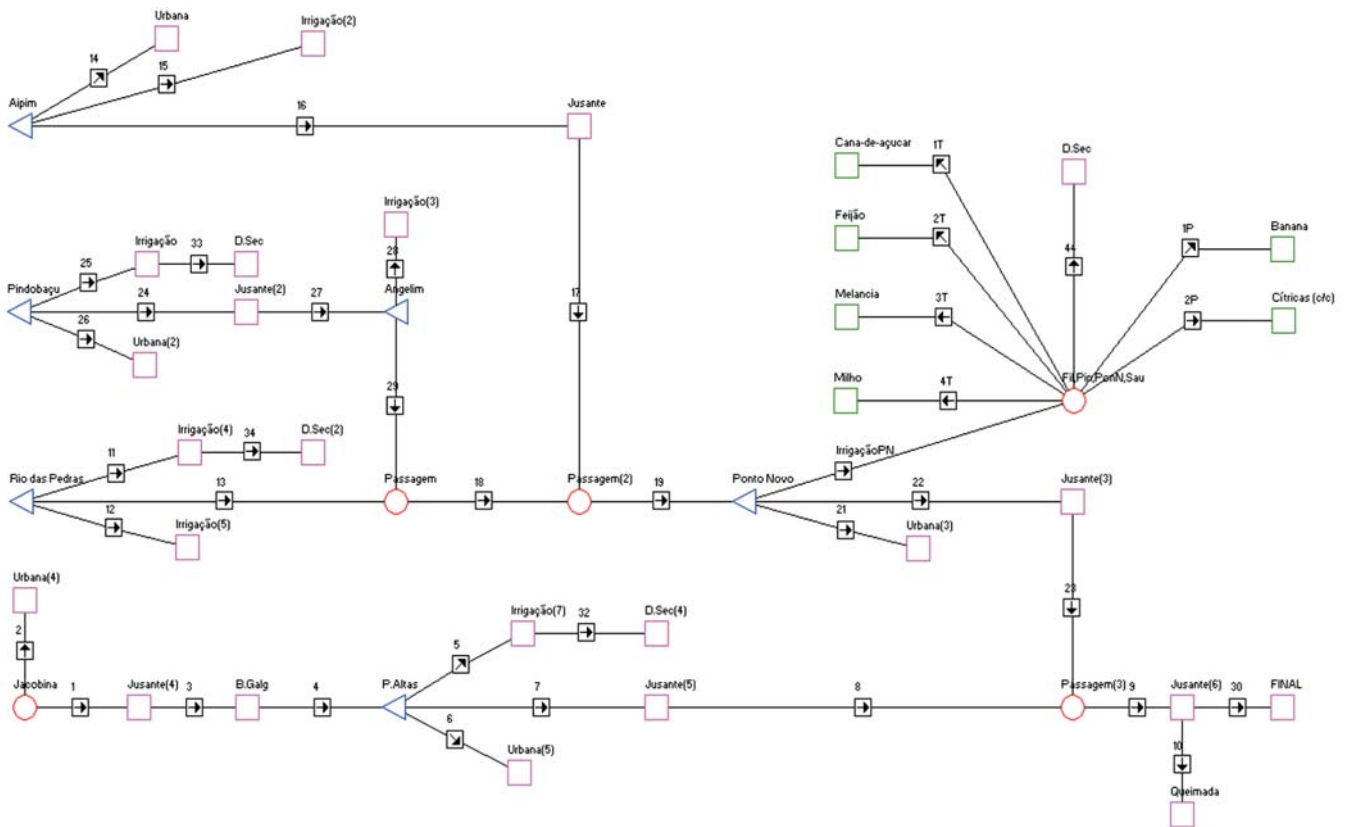 Urbana
Irrigação(2)
14
15
Aipim
16
Jusante
Cana-de-açucar
1T
D.Sec
Irrigação(3)
Feijão
2T
1P
Banana
Irrigação
33
D.Sec
44
25
28
Pindobaçu
24
Jusante(2)
27
Angelim
17
Melancia
3T
2P
Cítricas (c/c)
26
Urbana(2)
29
Milho
4T
Fil,Pin,PonN,Sau
Irrigação(4)
34
D.Sec(2)
11
IrrigaçãoPN
Rio das Pedras
13
Passagem
18
Passagem(2)
19
Ponto Novo
22
Jusante(3)
12
Irrigação(5)
21
Urbana(3)
Urbana(4)
23
Irrigação(7)
32
D.Sec(4)
2
5
Jacobina
1
Jusante(4)
3
B.Galg
4
P.Altas
7
Jusante(5)
8
Passagem(3)
9
Jusante(6)
30
FINAL
6
Urbana(5)
10
Queimada